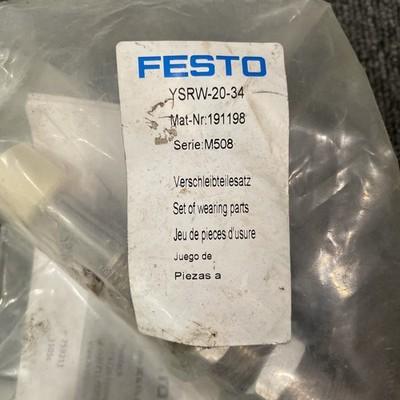 FESTO
YSRW-20-34
Mat-Nr:191198
Serie:M508
Verschleibteilesatz
Set of wearing parts
Jeu de pieces d'usure
Juego de
Piezas a